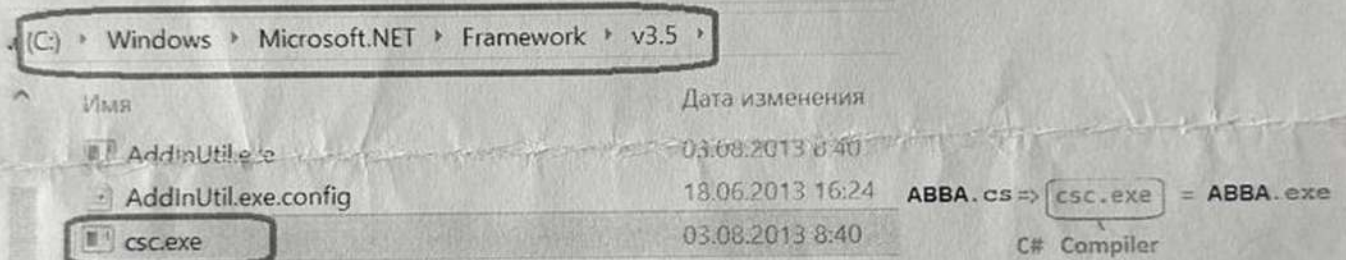 (C:) Windows Microsoft.NET Framework v3.5
Имя Дата изменения
AddInUtil.exe 03.08.2013 8:40
AddInUtil.exe.config 18.06.2013 16:24
ABBA.cs=> csc.exe = ABBA.exe
csc.exe 03.08.2013 8:40
C# Compiler